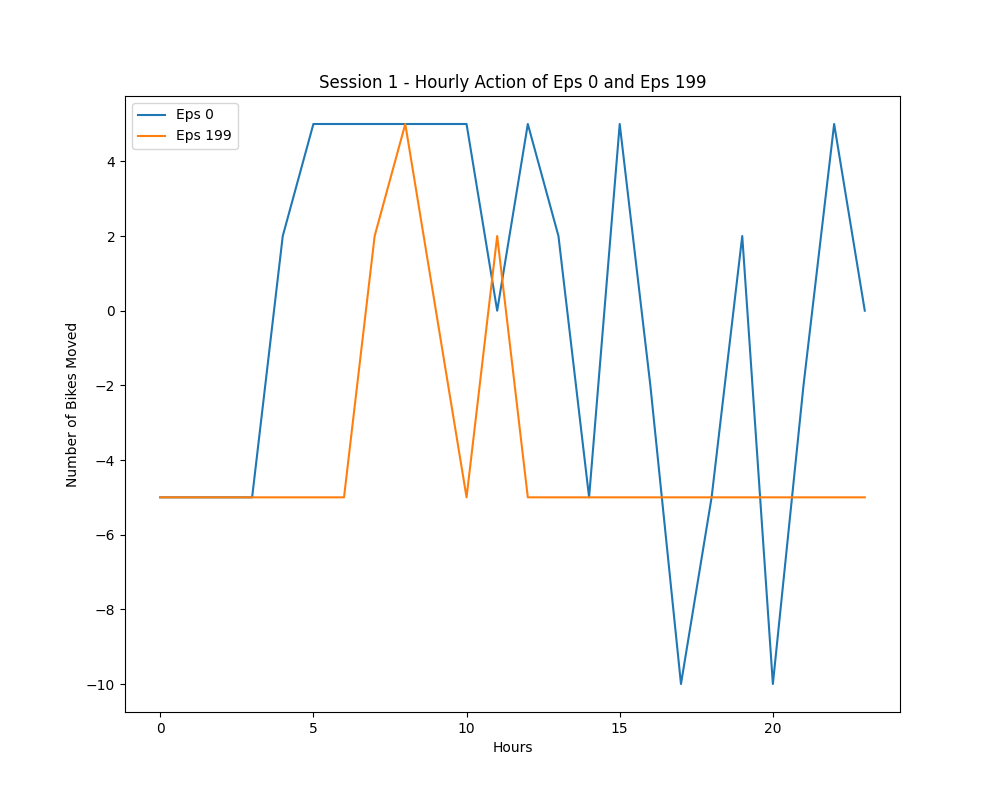 Session 1 - Hourly Action of Eps 0 and Eps 199
Eps 0
Eps 199
Number of Bikes Moved
4
2
0
−2
−4
−6
−8
−10
0 5 10 15 20
Hours